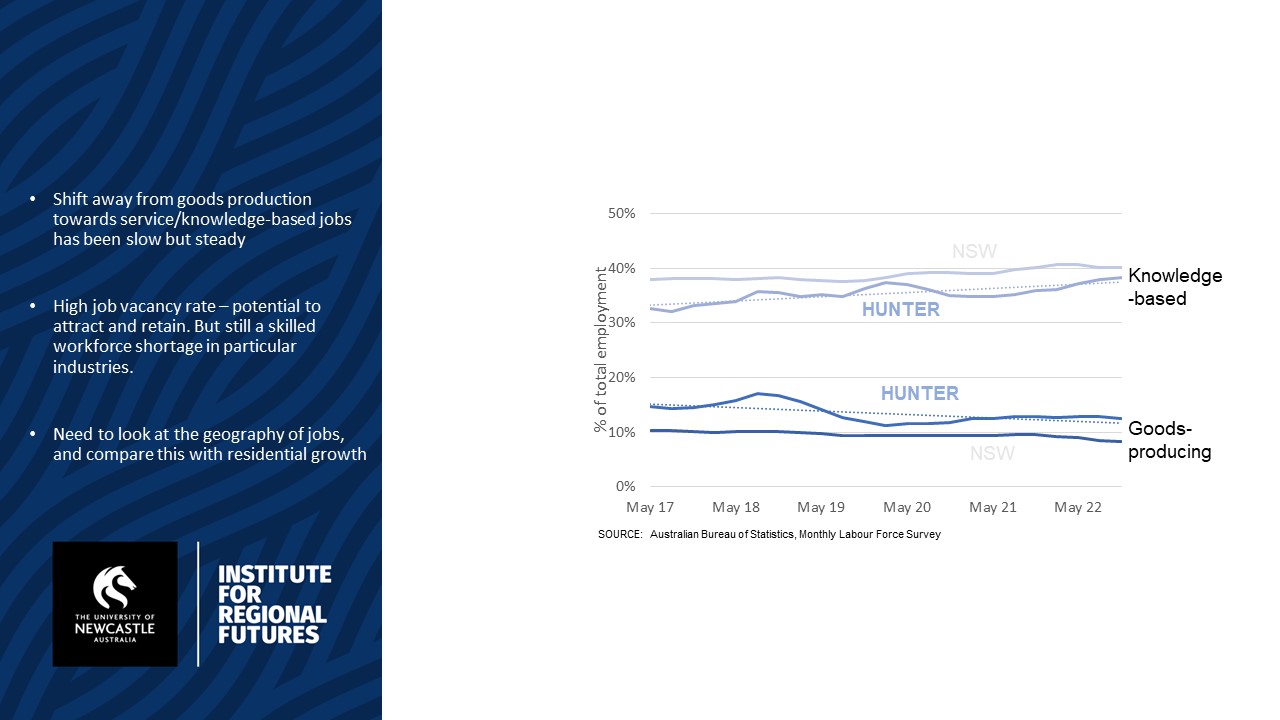 • Shift away from goods production
towards service/knowledge-based jobs
has been slow but steady
• High job vacancy rate – potential to
attract and retain. But still a skilled
workforce shortage in particular
industries.
• Need to look at the geography of jobs,
and compare this with residential growth
THE UNIVERSITY OF
NEWCASTLE
AUSTRALIA
INSTITUTE
FOR
REGIONAL
FUTURES
% of total employment
50%
40%
30%
20%
10%
0%
NSW
HUNTER
HUNTER
NSW
Knowledge
-based
Goods-
producing
May 17 May 18 May 19 May 20 May 21 May 22
SOURCE: Australian Bureau of Statistics, Monthly Labour Force Survey